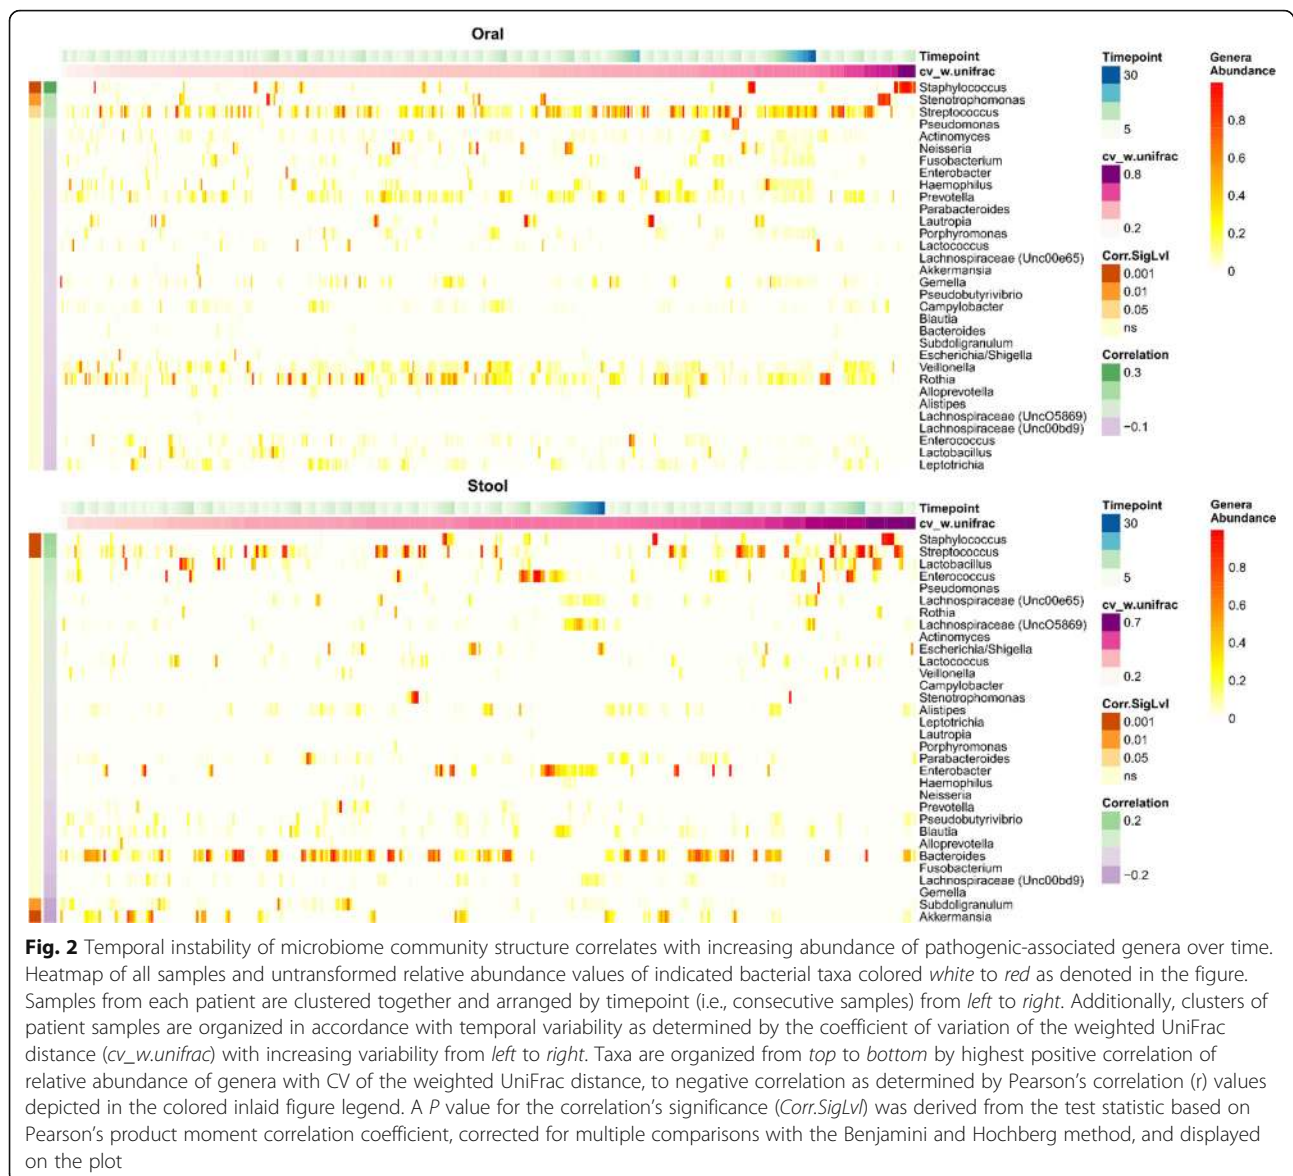 Oral
Timepoint
cv_w.unifrac
Staphylococcus
Stenotrophomonas
Streptococcus
Pseudomonas
Actinomyces
Neisseria
Fusobacterium
Enterobacter
Haemophilus
Prevotella
Parabacteroides
Lautropia
Porphyromonas
Lactococcus
Lachnospiraceae (Unc00e65)
Akkermansia
Gemella
Pseudobutyrivibrio
Campylobacter
Blautia
Bacteroides
Subdoligranulum
Escherichia/Shigella
Veillonella
Rothia
Alloprevotella
Alistipes
Lachnospiraceae (UncO5869)
Lachnospiraceae (Unc00bd9)
Enterococcus
Lactobacillus
Leptotrichia
Timepoint
30
5
cv_w.unifrac
0.8
0.2
Corr.SigLvl
0.001
0.01
0.05
ns
Correlation
0.3
−0.1
Genera
Abundance
0.8
0.6
0.4
0.2
0
Stool
Timepoint
cv_w.unifrac
Staphylococcus
Streptococcus
Lactobacillus
Enterococcus
Pseudomonas
Lachnospiraceae (Unc00e65)
Rothia
Lachnospiraceae (UncO5869)
Actinomyces
Escherichia/Shigella
Lactococcus
Veillonella
Campylobacter
Stenotrophomonas
Alistipes
Leptotrichia
Lautropia
Porphyromonas
Parabacteroides
Enterobacter
Haemophilus
Neisseria
Prevotella
Pseudobutyrivibrio
Blautia
Alloprevotella
Bacteroides
Fusobacterium
Lachnospiraceae (Unc00bd9)
Gemella
Subdoligranulum
Akkermansia
Timepoint
30
5
cv_w.unifrac
0.7
0.2
Corr.SigLvl
0.001
0.01
0.05
ns
Correlation
0.2
−0.2
Genera
Abundance
0.8
0.6
0.4
0.2
0
Fig. 2 Temporal instability of microbiome community structure correlates with increasing abundance of pathogenic-associated genera over time.
Heatmap of all samples and untransformed relative abundance values of indicated bacterial taxa colored white to red as denoted in the figure.
Samples from each patient are clustered together and arranged by timepoint (i.e., consecutive samples) from left to right. Additionally, clusters of
patient samples are organized in accordance with temporal variability as determined by the coefficient of variation of the weighted UniFrac
distance (cv_w.unifrac) with increasing variability from left to right. Taxa are organized from top to bottom by highest positive correlation of
relative abundance of genera with CV of the weighted UniFrac distance, to negative correlation as determined by Pearson’s correlation (r) values
depicted in the colored inlaid figure legend. A P value for the correlation’s significance (Corr.SigLvl) was derived from the test statistic based on
Pearson’s product moment correlation coefficient, corrected for multiple comparisons with the Benjamini and Hochberg method, and displayed
on the plot